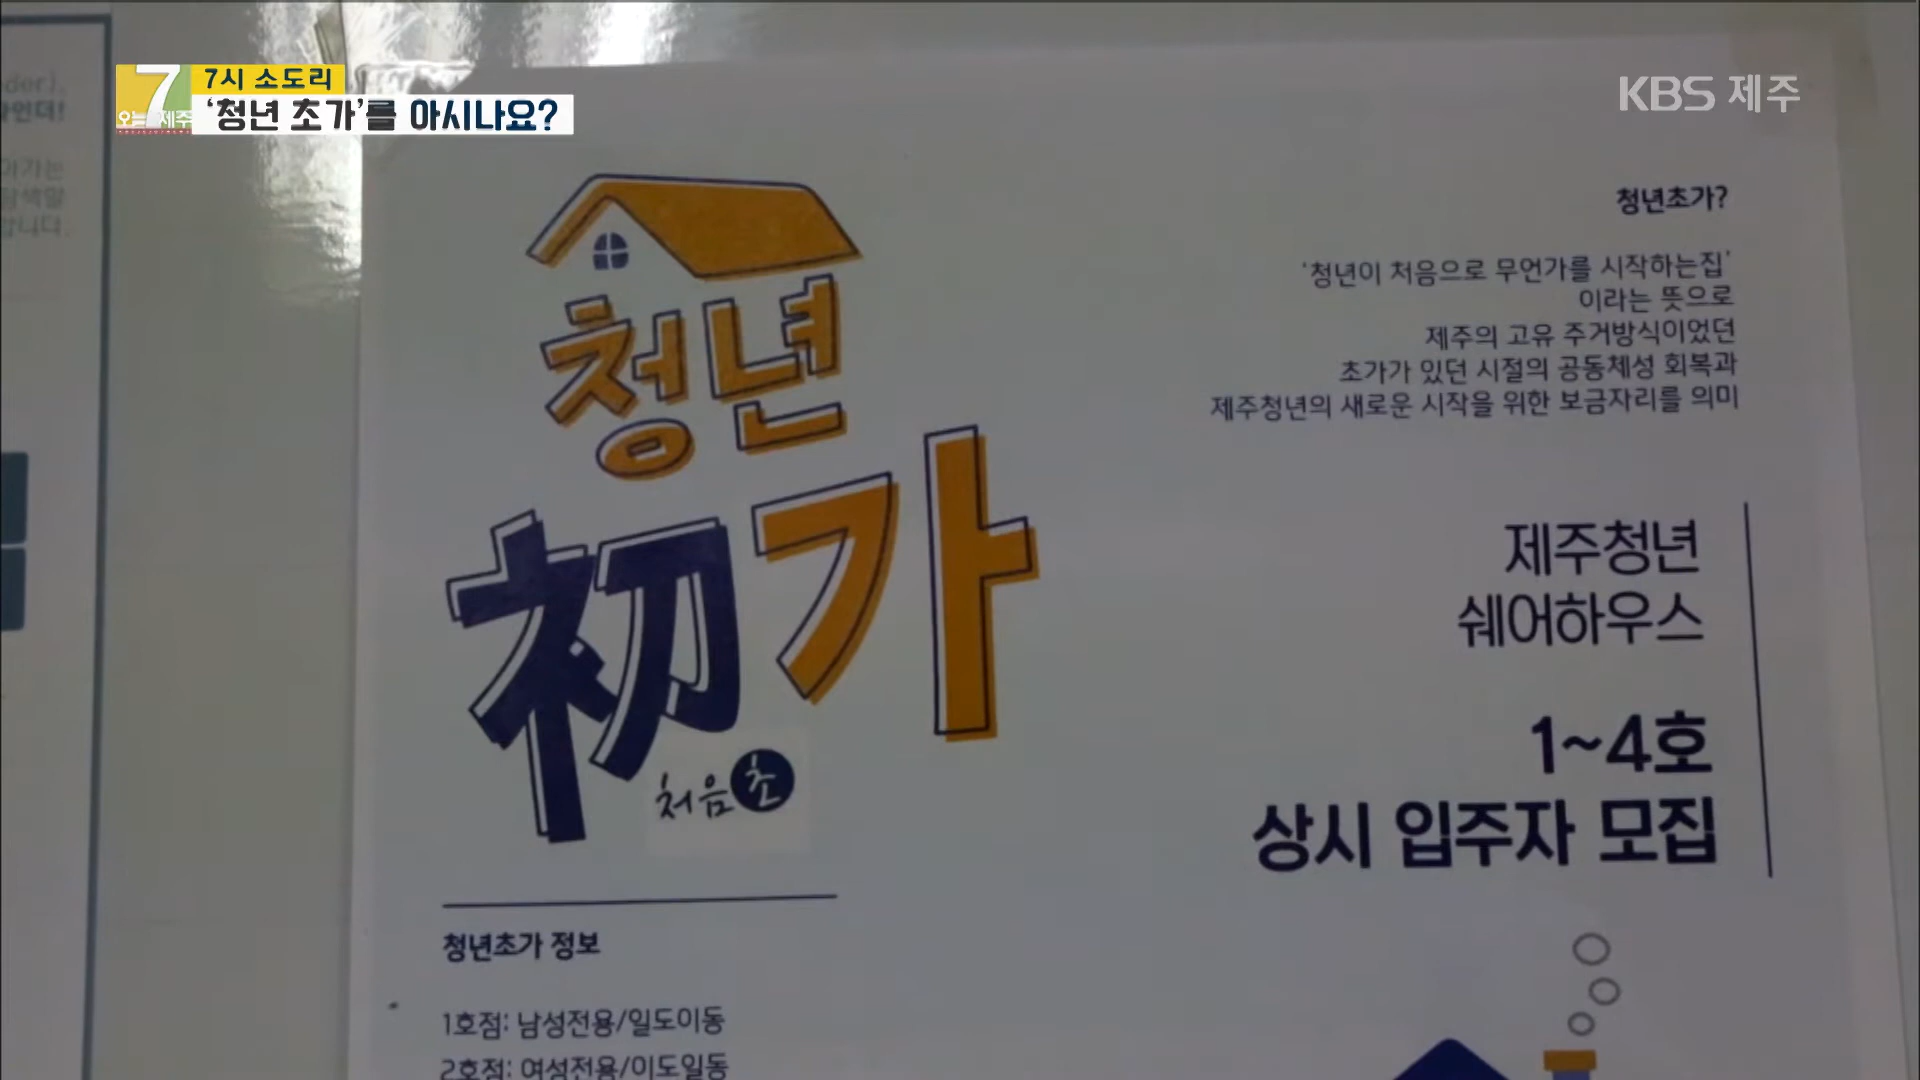 7
오늘 제주
7시 소도리
'청년 초가'를 아시나요?
KBS 제주
청년
初가
처음 초
청년초가?
'청년이 처음으로 무언가를 시작하는집'
이라는 뜻으로
제주의 고유 주거방식이었던
초가가 있던 시절의 공동체성 회복과
제주청년의 새로운 시작을 위한 보금자리를 의미
제주청년
쉐어하우스
1~4호
상시 입주자 모집
청년초가 정보
1호점: 남성전용/일도이동
2호점: 여성전용/이도일동